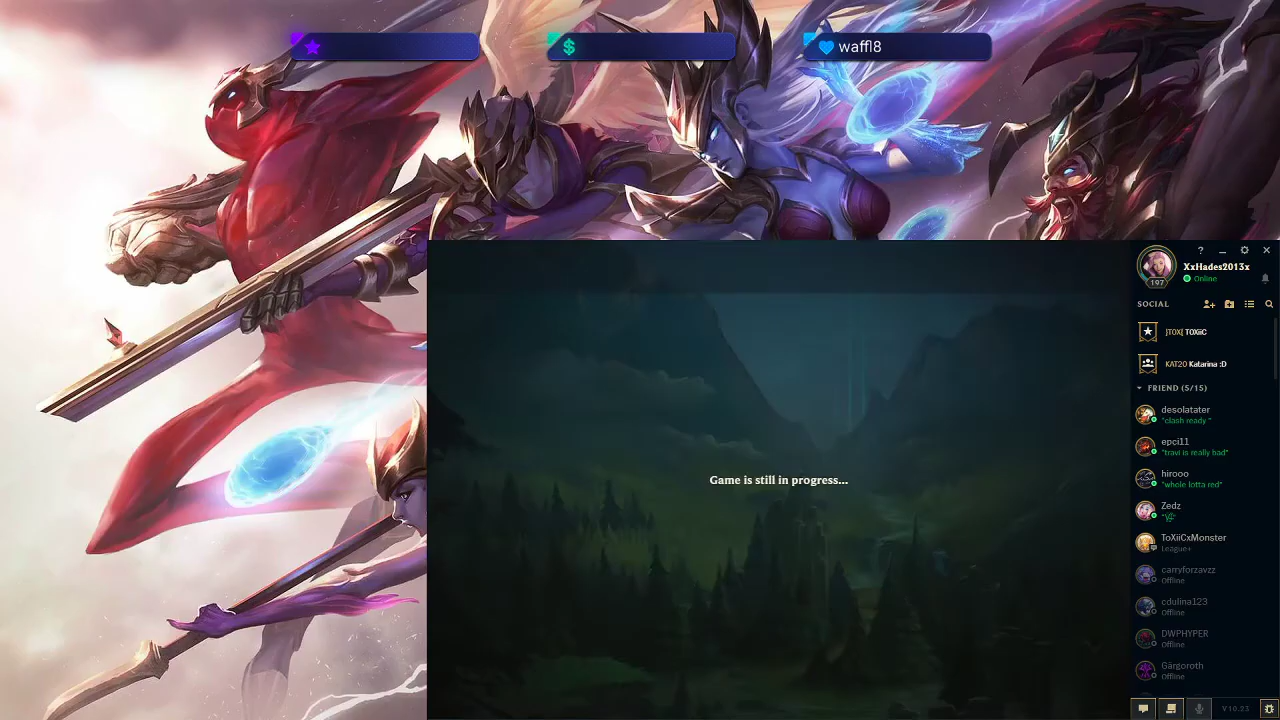 waffl8
?
XxHades2013x
197
Online
SOCIAL
]TOX[ TOXiiC
KAT20 Katarina :D
FRIEND (5/15)
desolatater
"clash ready "
epci11
"travi is really bad"
Game is still in progress...
hirooo
"whole lotta red"
Zedz
ToXiiCxMonster
League+
carryforzavzz
Offline
cdulina123
Offline
DWPHYPER
Offline
Gärgoroth
Offline
V10.23